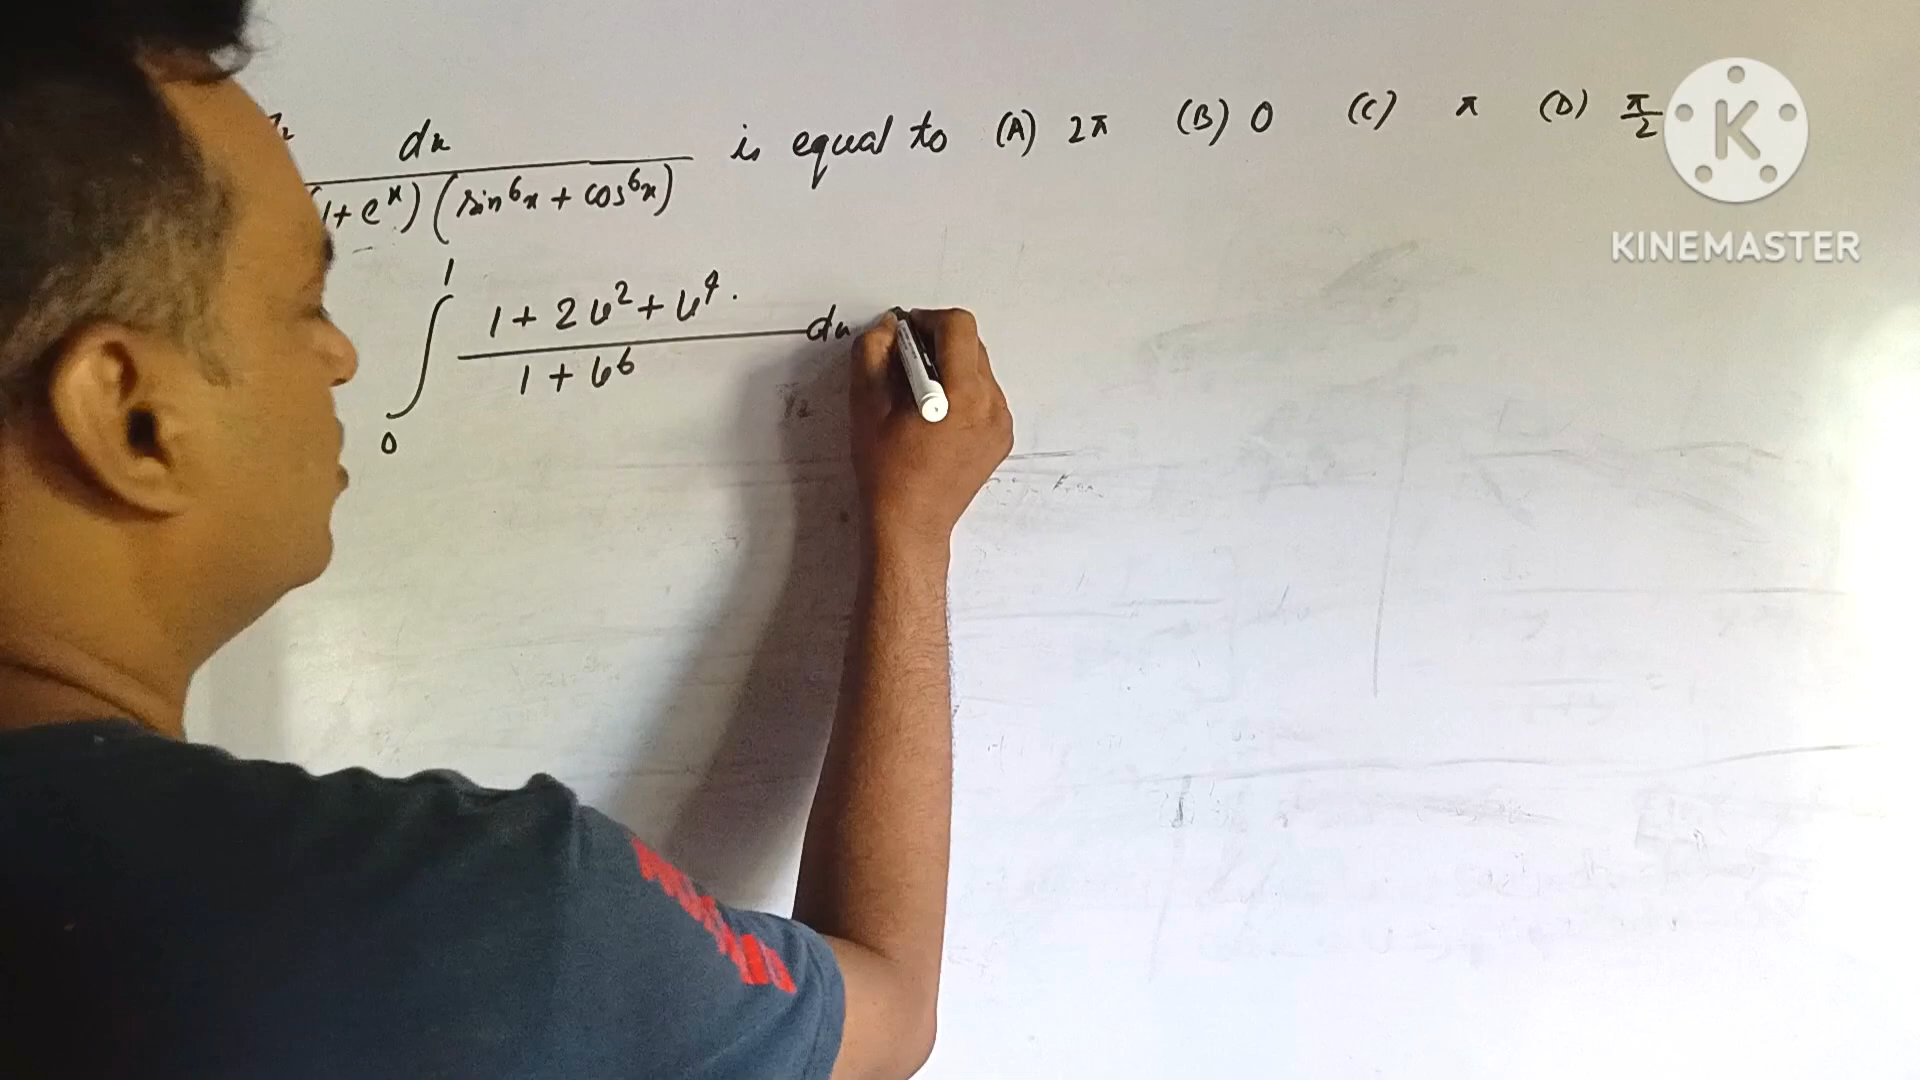 dx is equal to (A) 2π (B) 0 (C) π (D) π/2
1+e^x) (sin^6x + cos^6x)
K
KINEMASTER
1
∫ 1 + 2u^2 + u^4 . du
1 + u^6
0